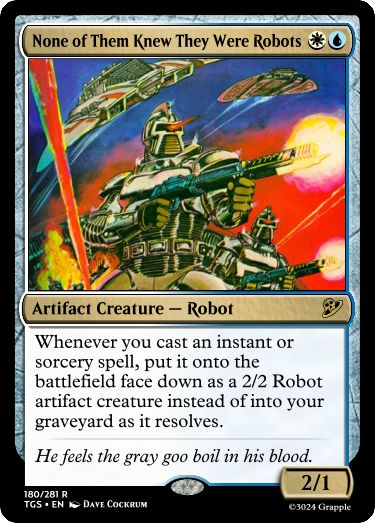 None of Them Knew They Were Robots
Artifact Creature — Robot
Whenever you cast an instant or
sorcery spell, put it onto the
battlefield face down as a 2/2 Robot
artifact creature instead of into your
graveyard as it resolves.
He feels the gray goo boil in his blood.
2/1
180/281 R
TGS • EN DAVE COCKRUM
©3024 Grapple